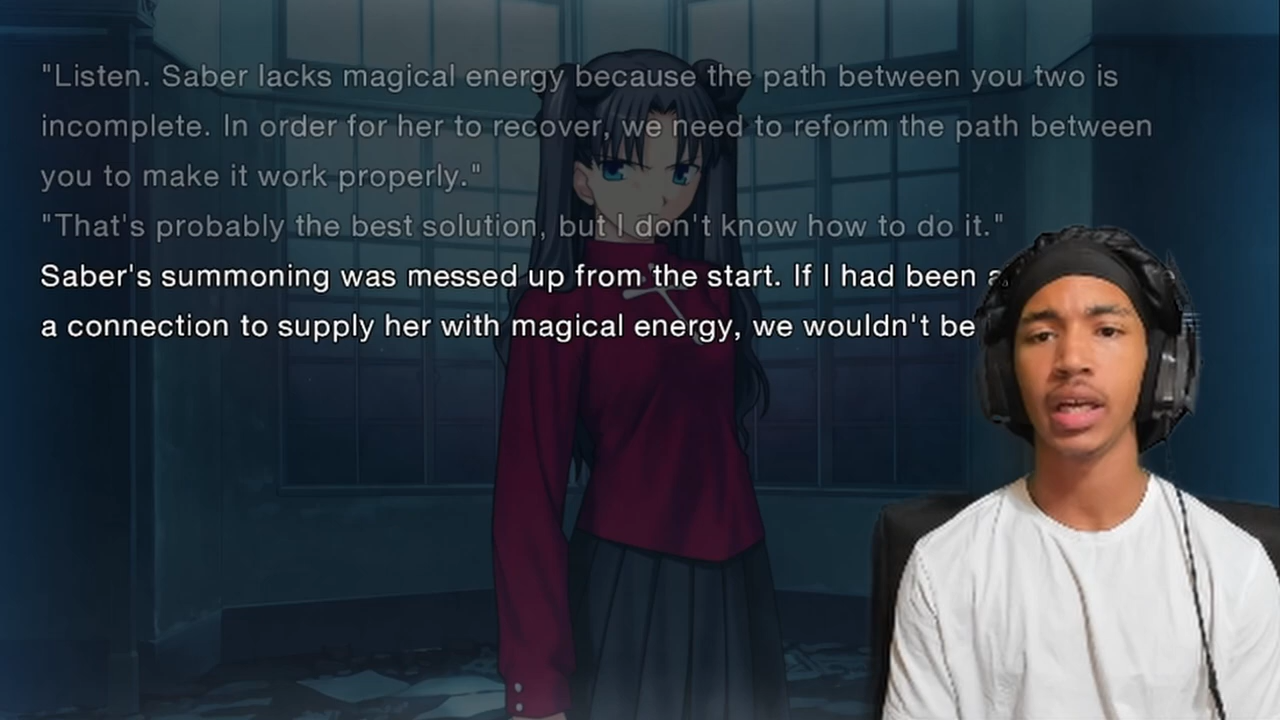 "Listen. Saber lacks magical energy because the path between you two is
incomplete. In order for her to recover, we need to reform the path between
you to make it work properly."
"That's probably the best solution, but I don't know how to do it."
Saber's summoning was messed up from the start. If I had been
a connection to supply her with magical energy, we wouldn't be